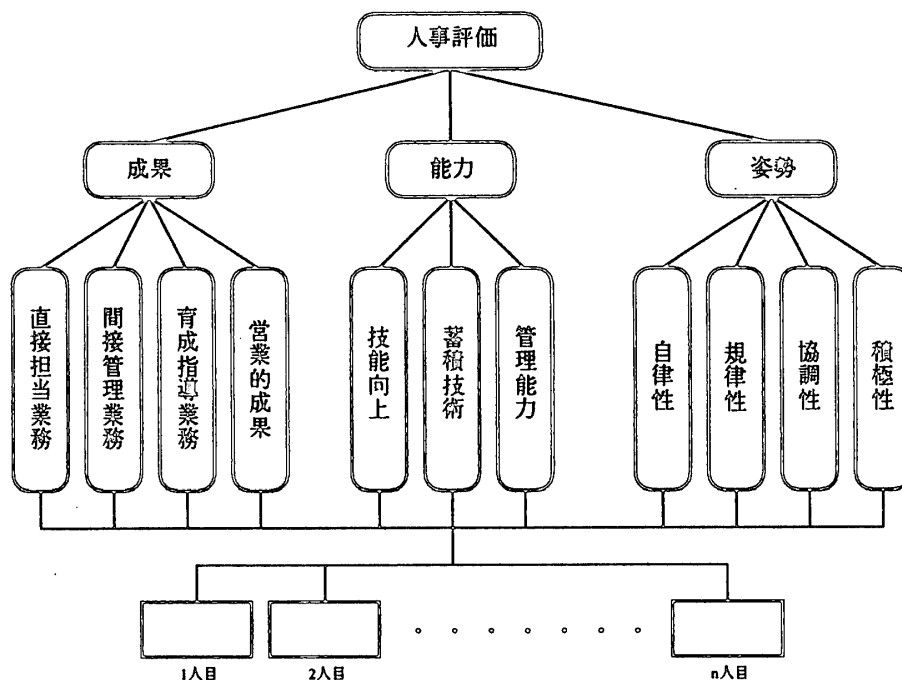 人事評価
成果
能力
姿勢
直接担当業務
間接管理業務
育成指導業務
営業的成果
技能向上
蓄積技術
管理能力
自律性
規律性
協調性
積極性
1人目
2人目
n人目